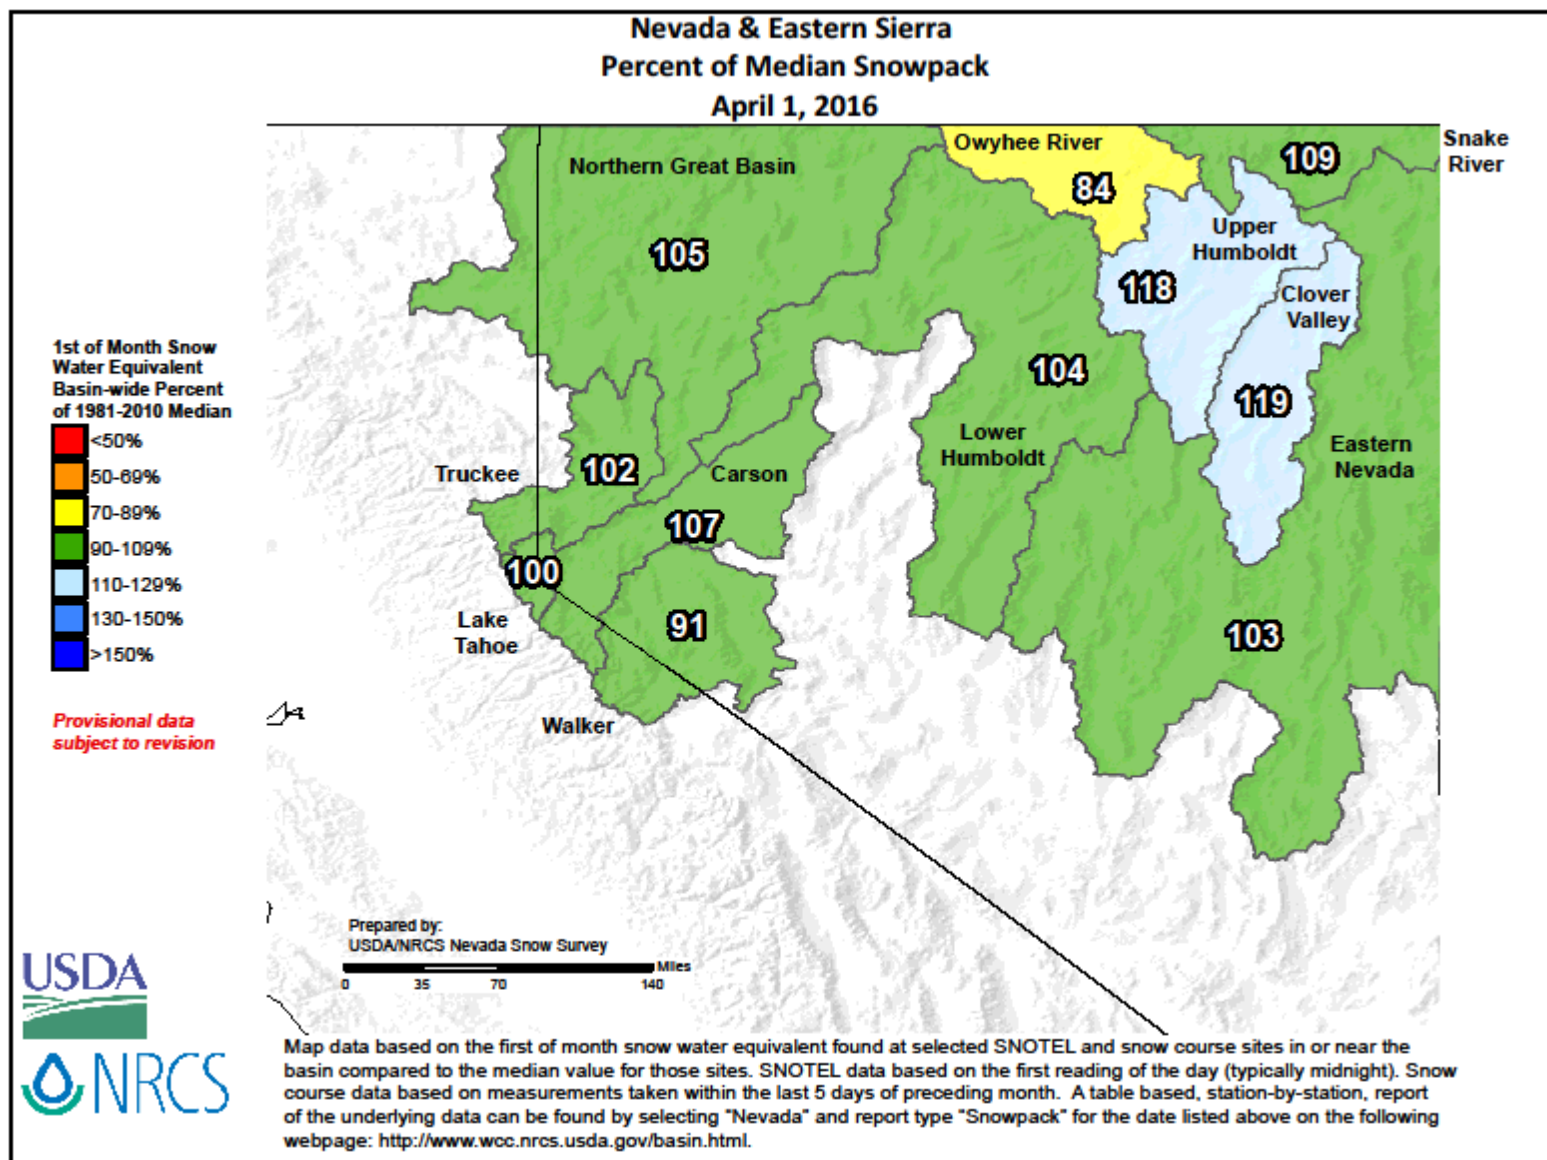 Nevada & Eastern Sierra
Percent of Median Snowpack
April 1, 2016
Owyhee River
84
109
Snake
River
Northern Great Basin
105
Upper
Humboldt
118
Clover
Valley
119
1st of Month Snow
Water Equivalent
Basin-wide Percent
of 1981-2010 Median
<50%
50-69%
70-89%
90-109%
110-129%
130-150%
>150%
Provisional data
subject to revision
104
Lower
Humboldt
Eastern
Nevada
Truckee
102
Carson
107
100
Lake
Tahoe
91
Walker
103
Prepared by:
USDA/NRCS Nevada Snow Survey
Miles
0 35 70 140
USDA
NRCS
Map data based on the first of month snow water equivalent found at selected SNOTEL and snow course sites in or near the
basin compared to the median value for those sites. SNOTEL data based on the first reading of the day (typically midnight). Snow
course data based on measurements taken within the last 5 days of preceding month. A table based, station-by-station, report
of the underlying data can be found by selecting "Nevada" and report type "Snowpack" for the date listed above on the following
webpage: http://www.wcc.nrcs.usda.gov/basin.html.